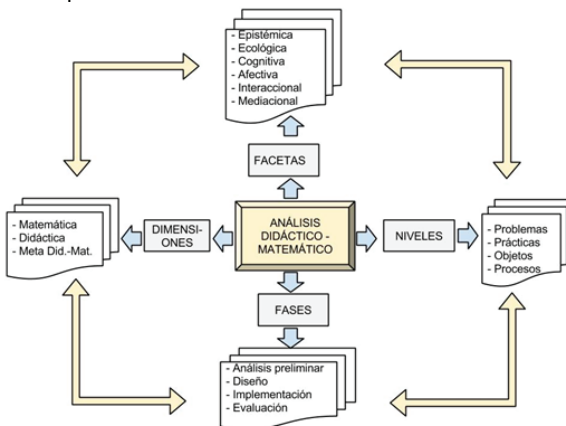 - Epistémica
- Ecológica
- Cognitiva
- Afectiva
- Interaccional
- Mediacional
FACETAS
- Matemática
- Didáctica
- Meta Did.-Mat.
DIMENSI-
ONES
ANÁLISIS
DIDÁCTICO -
MATEMÁTICO
NIVELES
- Problemas
- Prácticas
- Objetos
- Procesos
FASES
- Análisis preliminar
- Diseño
- Implementación
- Evaluación